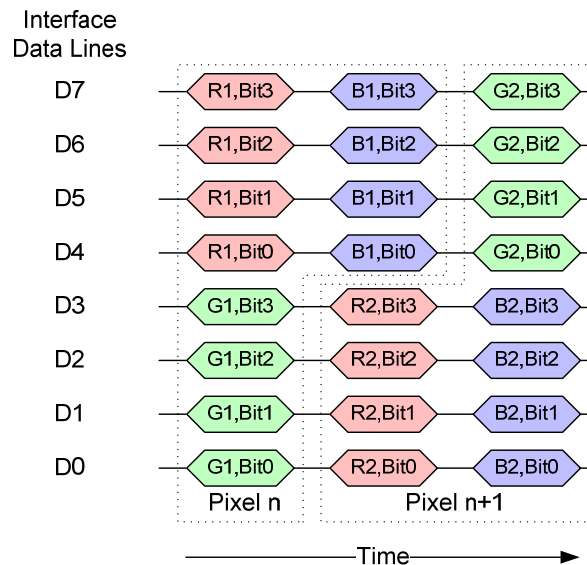 Interface
Data Lines
D7 R1,Bit3 B1,Bit3 G2,Bit3
D6 R1,Bit2 B1,Bit2 G2,Bit2
D5 R1,Bit1 B1,Bit1 G2,Bit1
D4 R1,Bit0 B1,Bit0 G2,Bit0
D3 G1,Bit3 R2,Bit3 B2,Bit3
D2 G1,Bit2 R2,Bit2 B2,Bit2
D1 G1,Bit1 R2,Bit1 B2,Bit1
D0 G1,Bit0 R2,Bit0 B2,Bit0
Pixel n Pixel n+1
Time